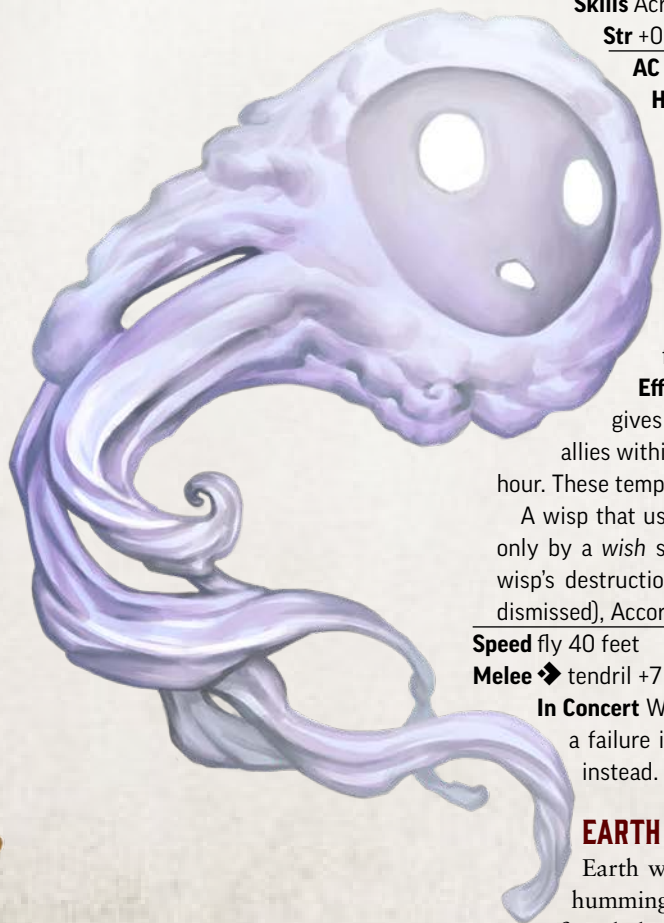 Skills Acr
Str +0
AC
H
Eff
gives
allies withi
hour. These temp
A wisp that us
only by a wish s
wisp's destruction
dismissed), Accor
Speed fly 40 feet
Melee tendril +7
In Concert W
a failure i
instead.
EARTH
Earth w
humming